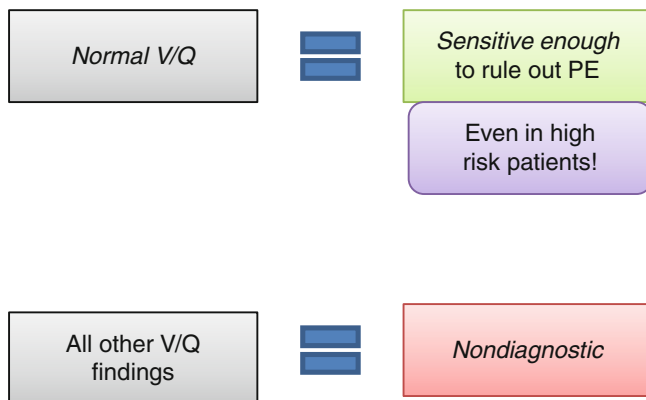 Normal V/Q
Sensitive enough
to rule out PE
Even in high
risk patients!
All other V/Q
findings
Nondiagnostic